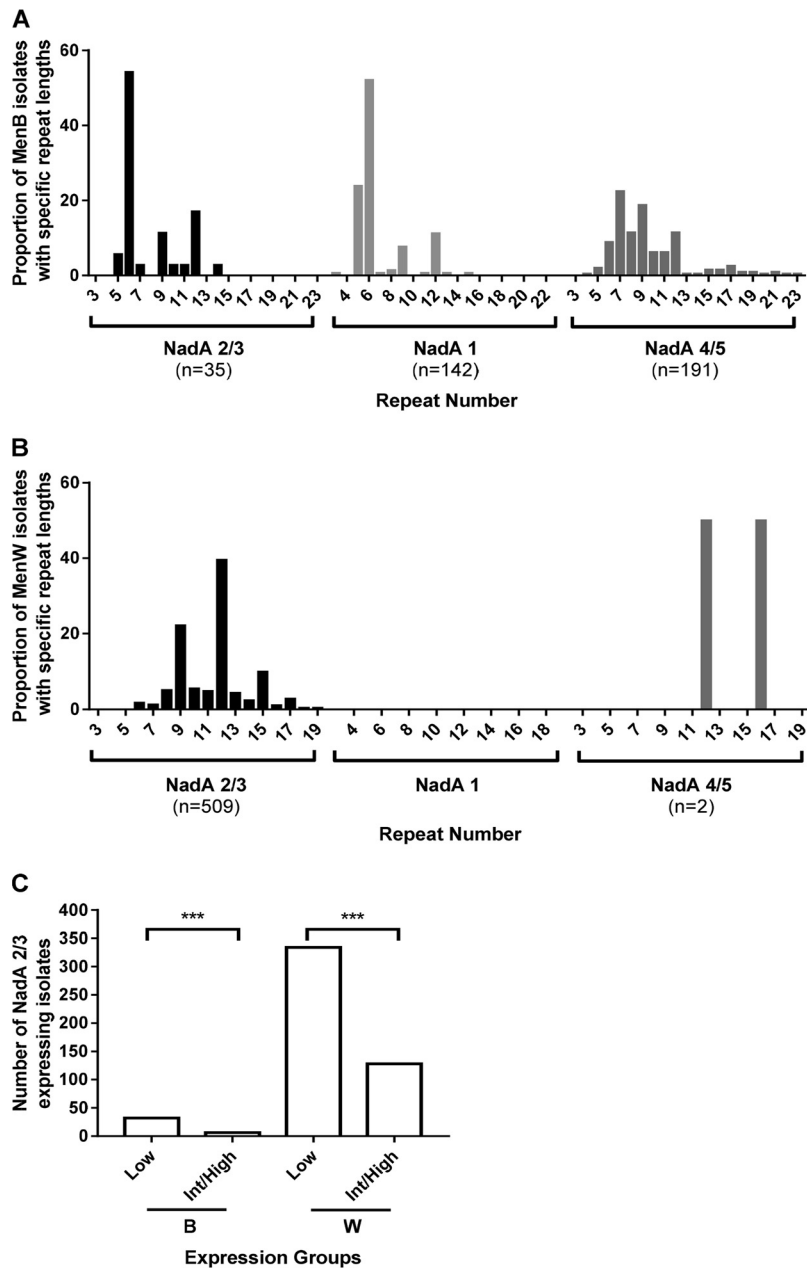 A
Proportion of MenB isolates
with specific repeat lengths
60
40
20
0
3 5 7 9 11 13 15 17 19 21 23 4 6 8 10 12 14 16 18 20 22 3 5 7 9 11 13 15 17 19 21 23
NadA 2/3 NadA 1 NadA 4/5
(n=35) (n=142) (n=191)
Repeat Number
B
Proportion of MenW isolates
with specific repeat lengths
60
40
20
0
3 5 7 9 11 13 15 17 19 4 6 8 10 12 14 16 18 3 5 7 9 11 13 15 17 19
NadA 2/3 NadA 1 NadA 4/5
(n=509) (n=2)
Repeat Number
C
Number of NadA 2/3
expressing isolates
400
350
300
250
200
150
100
50
0
*** ***
Low Int/High Low Int/High
B W
Expression Groups